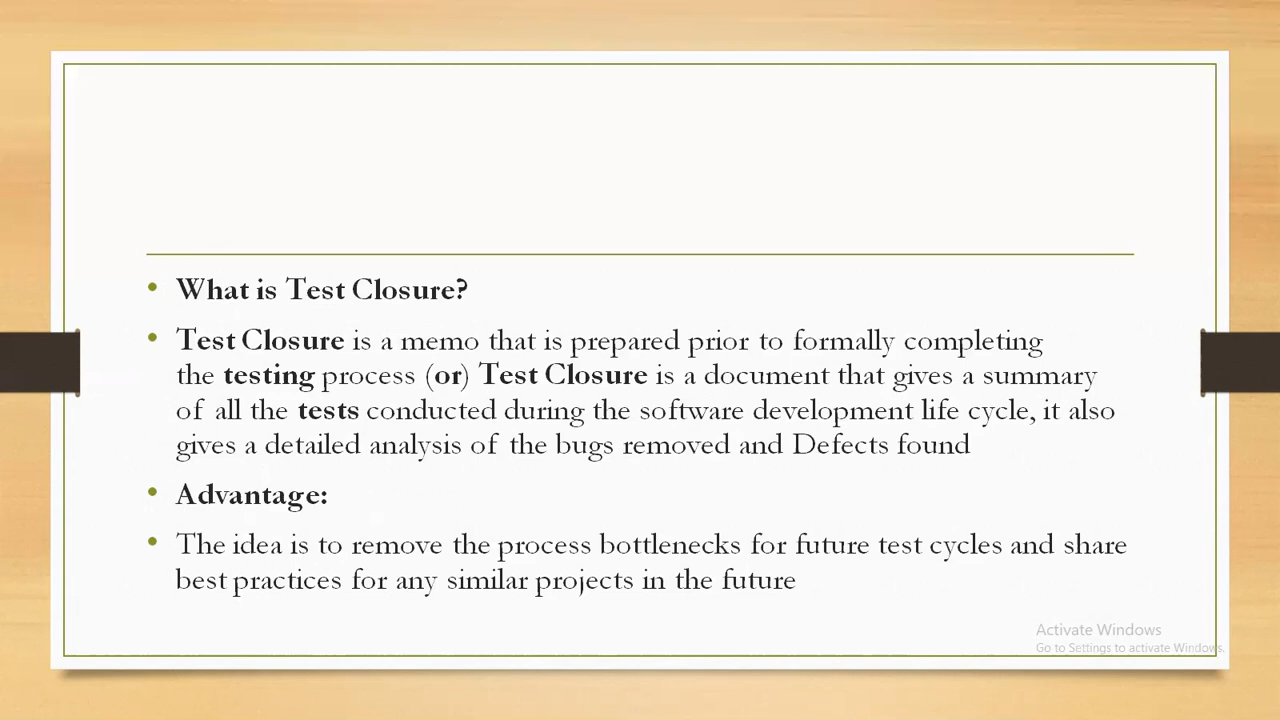 • What is Test Closure?
• Test Closure is a memo that is prepared prior to formally completing
the testing process (or) Test Closure is a document that gives a summary
of all the tests conducted during the software development life cycle, it also
gives a detailed analysis of the bugs removed and Defects found
• Advantage:
• The idea is to remove the process bottlenecks for future test cycles and share
best practices for any similar projects in the future
Activate Windows
Go to Settings to activate Windows.